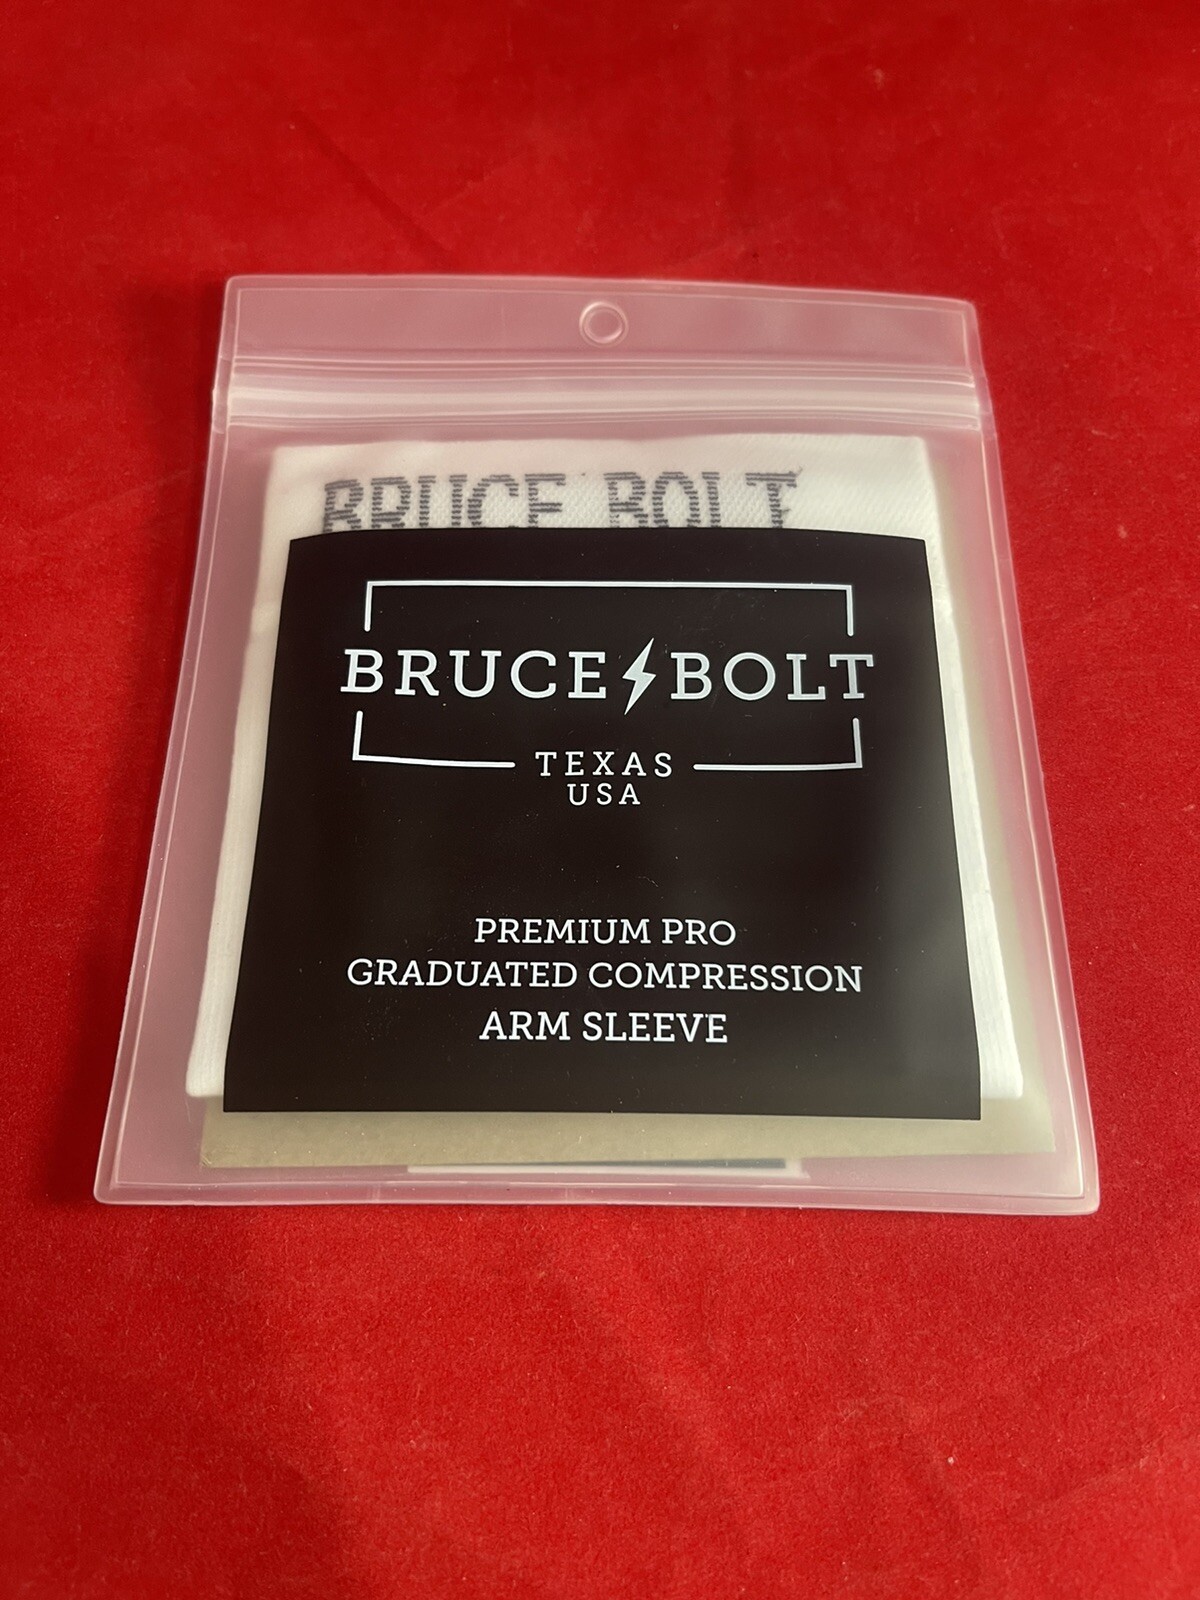 BRUCE BOLT
BRUCE BOLT
TEXAS
USA
PREMIUM PRO
GRADUATED COMPRESSION
ARM SLEEVE